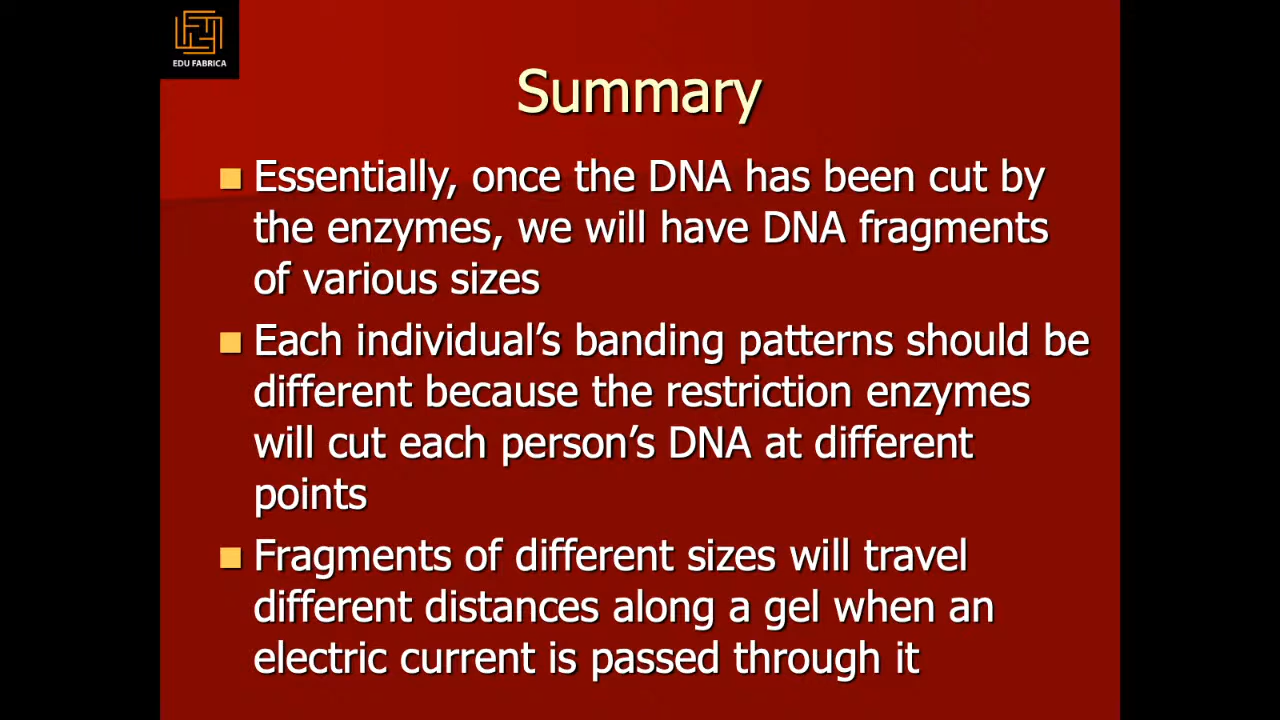 EDU FABRICA
Summary
Essentially, once the DNA has been cut by
the enzymes, we will have DNA fragments
of various sizes
Each individual’s banding patterns should be
different because the restriction enzymes
will cut each person’s DNA at different
points
Fragments of different sizes will travel
different distances along a gel when an
electric current is passed through it